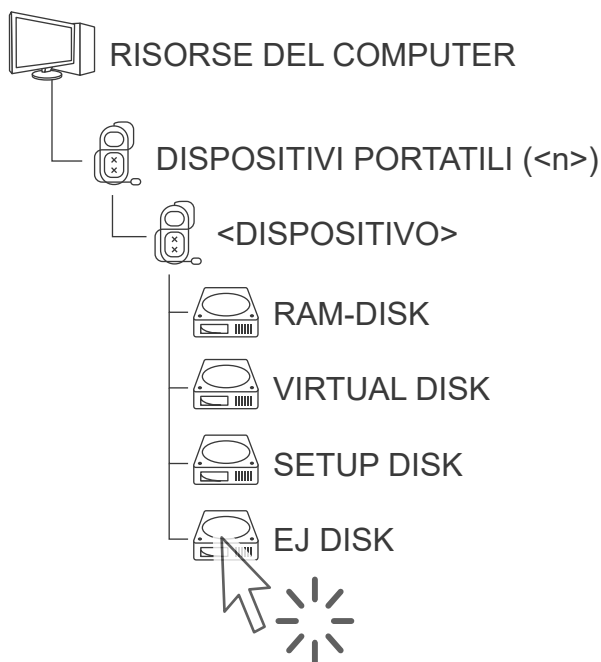 RISORSE DEL COMPUTER
DISPOSITIVI PORTATILI (<n>)
<DISPOSITIVO>
RAM-DISK
VIRTUAL DISK
SETUP DISK
EJ DISK